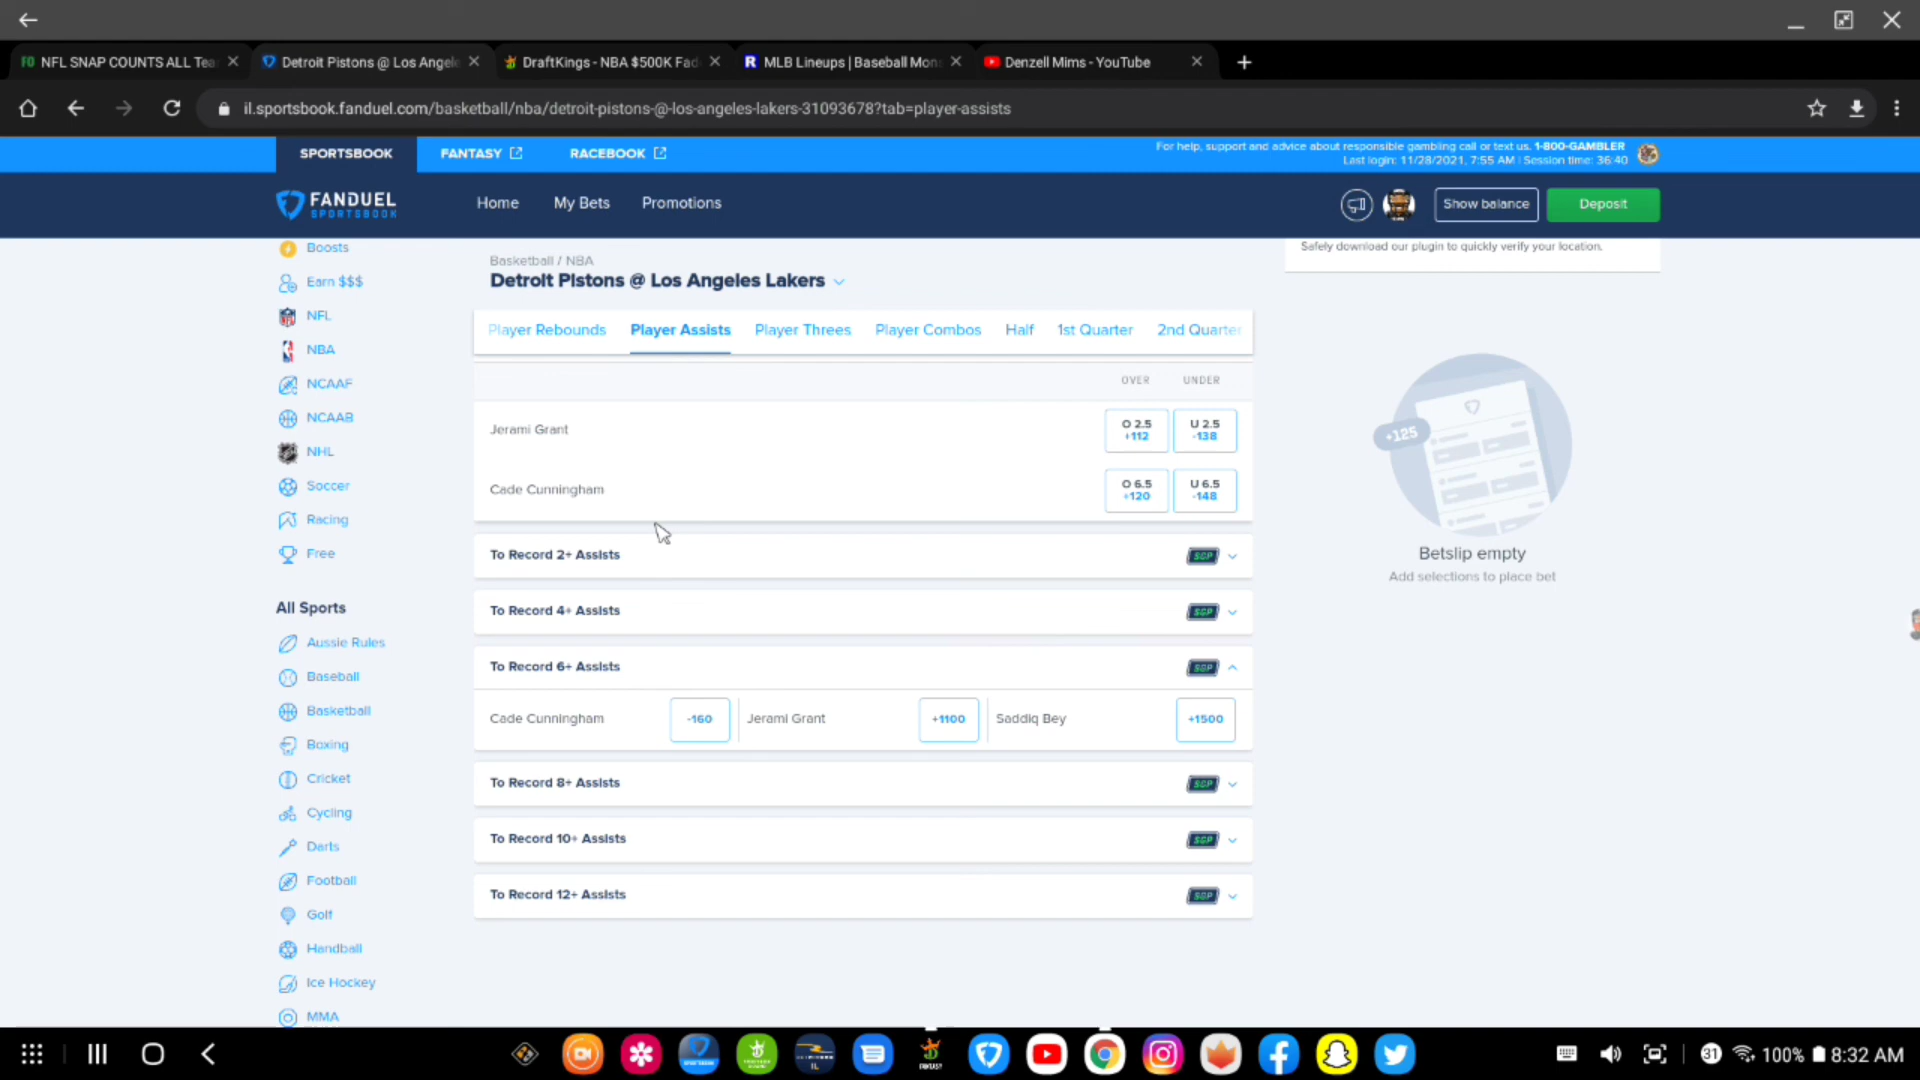 NFL SNAP COUNTS ALL Tea
Detroit Pistons @ Los Angele
DraftKings - NBA $500K Fad
MLB Lineups | Baseball Mon
Denzell Mims - YouTube
il.sportsbook.fanduel.com/basketball/nba/detroit-pistons-@-los-angeles-lakers-31093678?tab=player-assists
SPORTSBOOK
FANTASY
RACEBOOK
For help, support and advice about responsible gambling call or text us. 1-800-GAMBLER
Last login: 11/28/2021, 7:55 AM | Session time: 36:40
FANDUEL
SPORTSBOOK
Home
My Bets
Promotions
Show balance
Deposit
Boosts
Earn $$$
NFL
NBA
NCAAF
NCAAB
NHL
Soccer
Racing
Free
All Sports
Aussie Rules
Baseball
Basketball
Boxing
Cricket
Cycling
Darts
Football
Golf
Handball
Ice Hockey
MMA
Basketball / NBA
Detroit Pistons @ Los Angeles Lakers
Player Rebounds
Player Assists
Player Threes
Player Combos
Half
1st Quarter
2nd Quarter
OVER UNDER
Jerami Grant
O 2.5 U 2.5
+112 -138
Cade Cunningham
O 6.5 U 6.5
+120 -148
To Record 2+ Assists SGP
To Record 4+ Assists SGP
To Record 6+ Assists SGP
Cade Cunningham -160 Jerami Grant +1100 Saddiq Bey +1500
To Record 8+ Assists SGP
To Record 10+ Assists SGP
To Record 12+ Assists SGP
Safely download our plugin to quickly verify your location.
+125
Betslip empty
Add selections to place bet
31 100% 8:32 AM